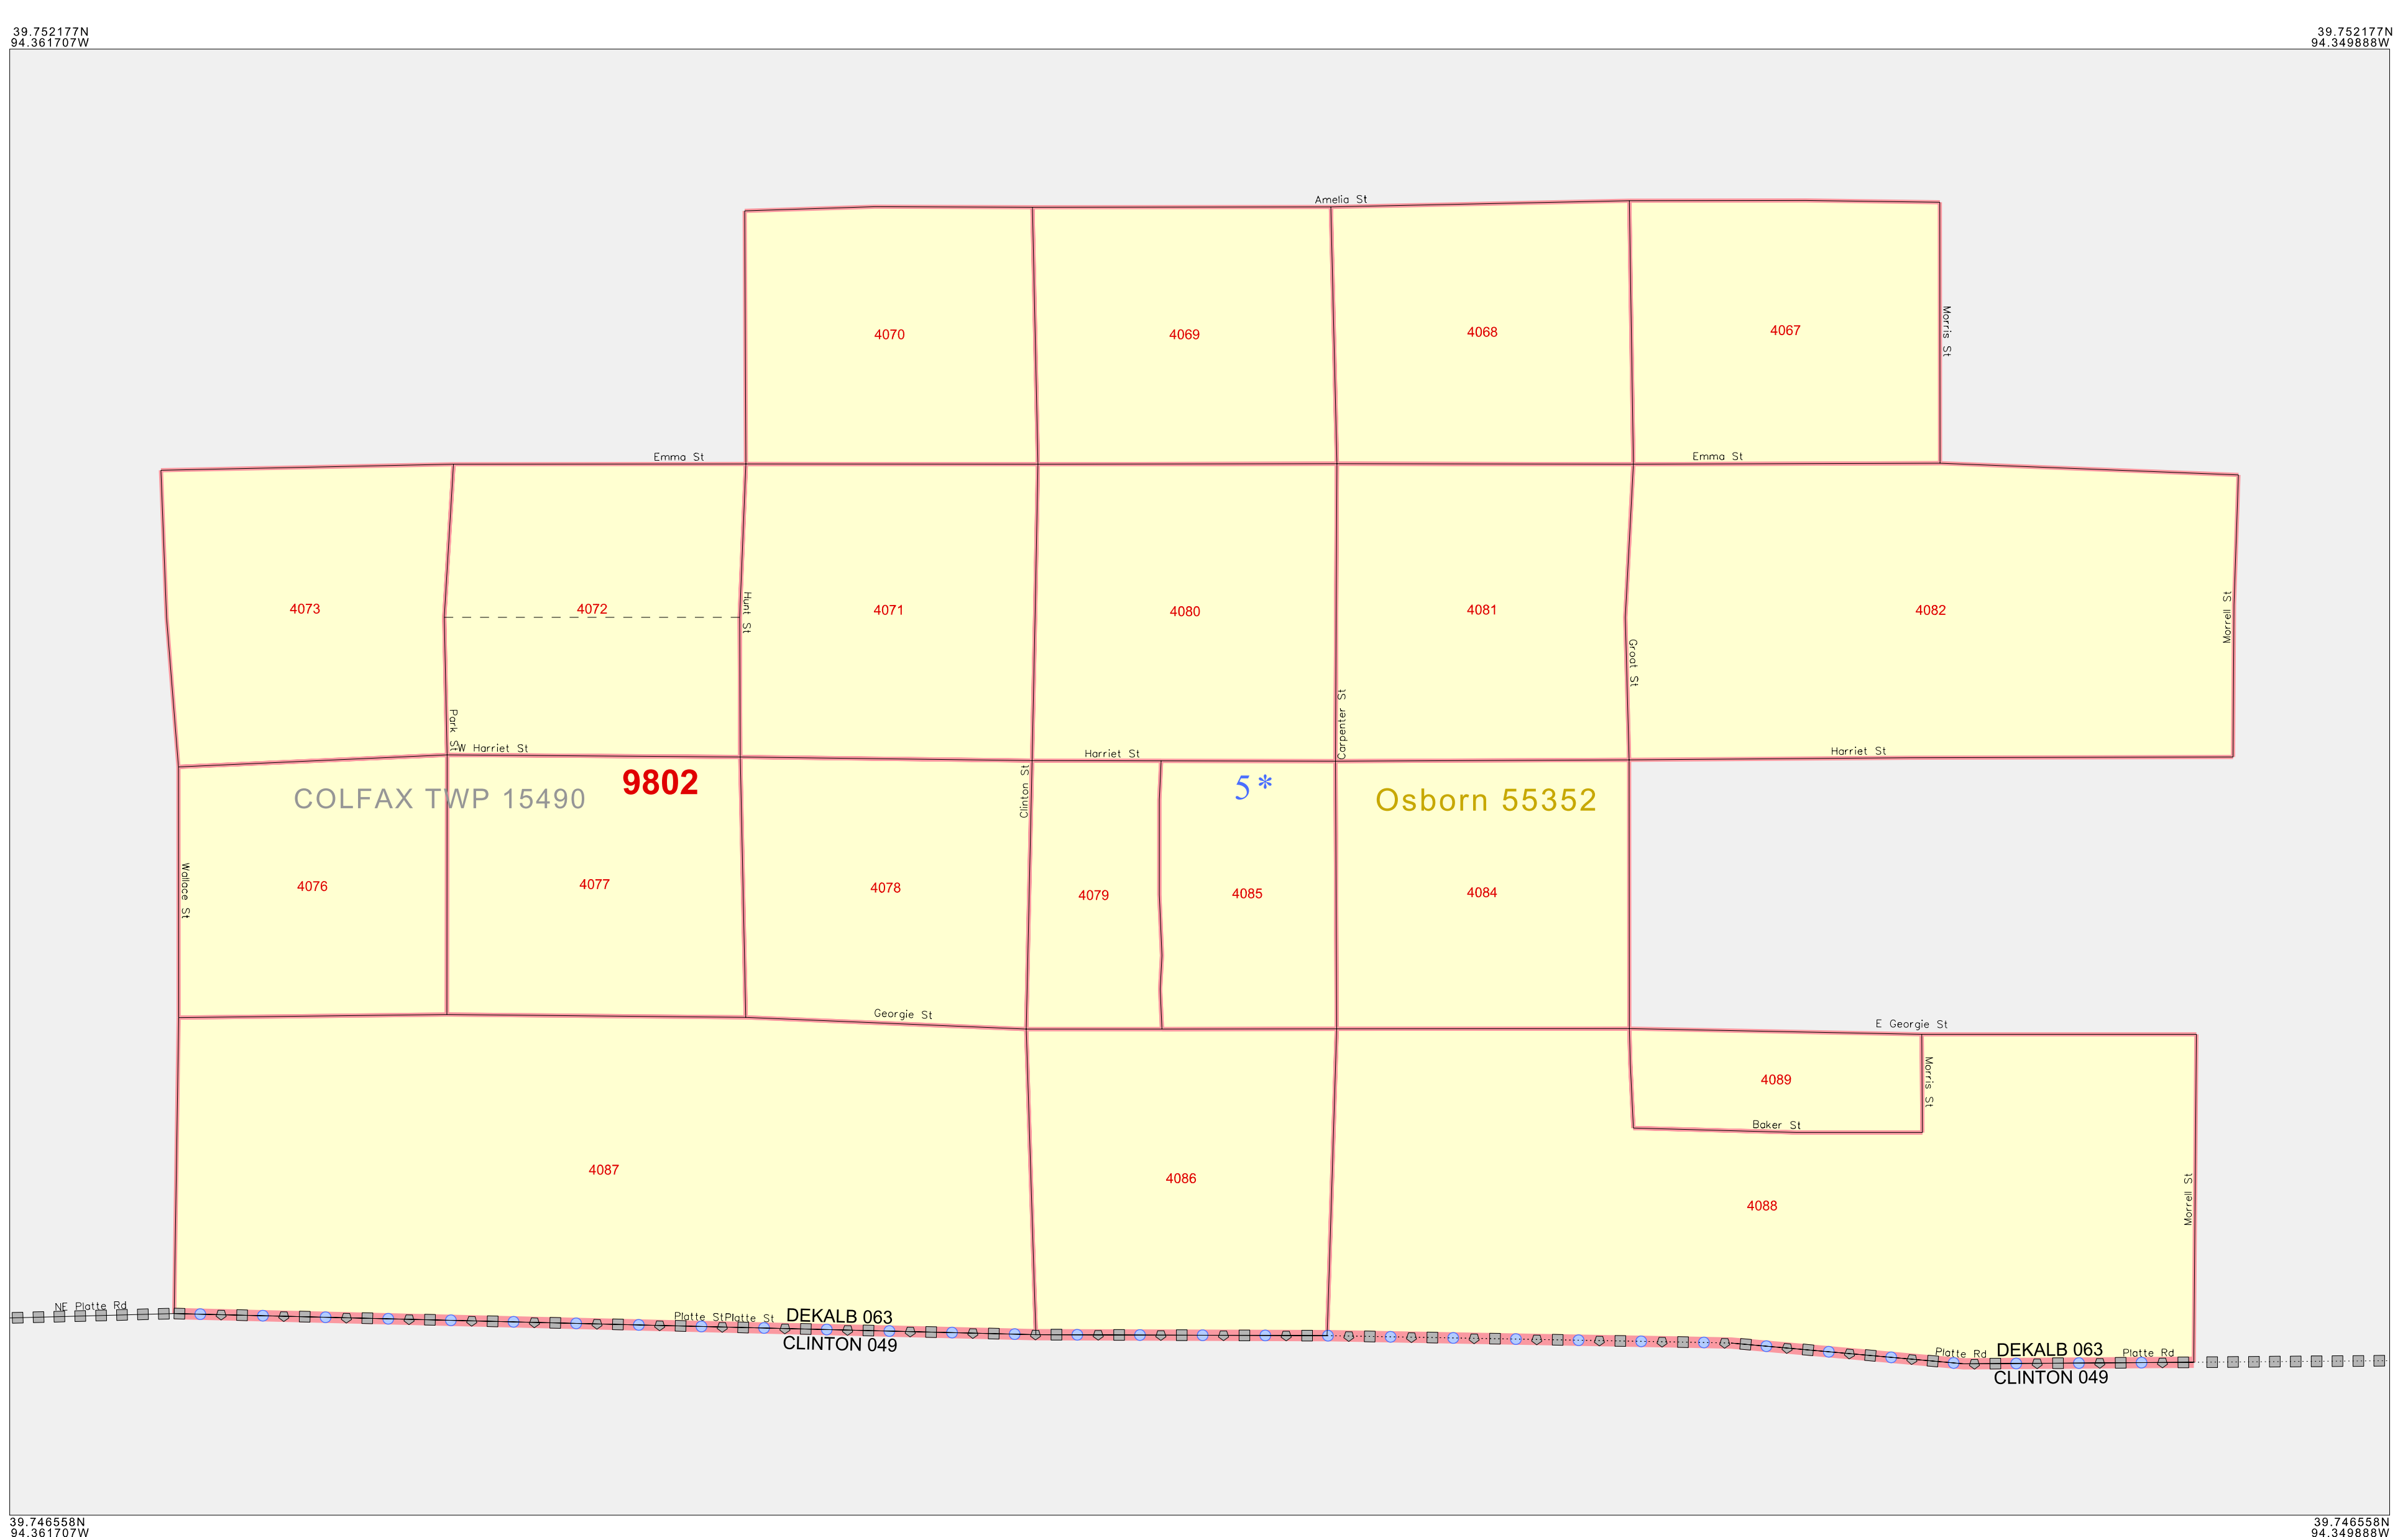 39.752177N
94.361707W
39.752177N
94.349888W
Amelia St
4070
4069
4068
4067
Morris St
Emma St
Emma St
4073
4072
4071
4080
4081
4082
Hunt St
Morrell St
Groat St
Park St
Carpenter St
W Harriet St
Harriet St
Harriet St
9802
COLFAX TWP 15490
5*
Osborn 55352
Clinton St
Wallace St
4076
4077
4078
4079
4085
4084
Georgie St
E Georgie St
4089
Morris St
Baker St
4087
4086
4088
Morrell St
NE Platte Rd
Platte St
Platte St
DEKALB 063
CLINTON 049
Platte Rd
DEKALB 063
Platte Rd
CLINTON 049
39.746558N
94.361707W
39.746558N
94.349888W